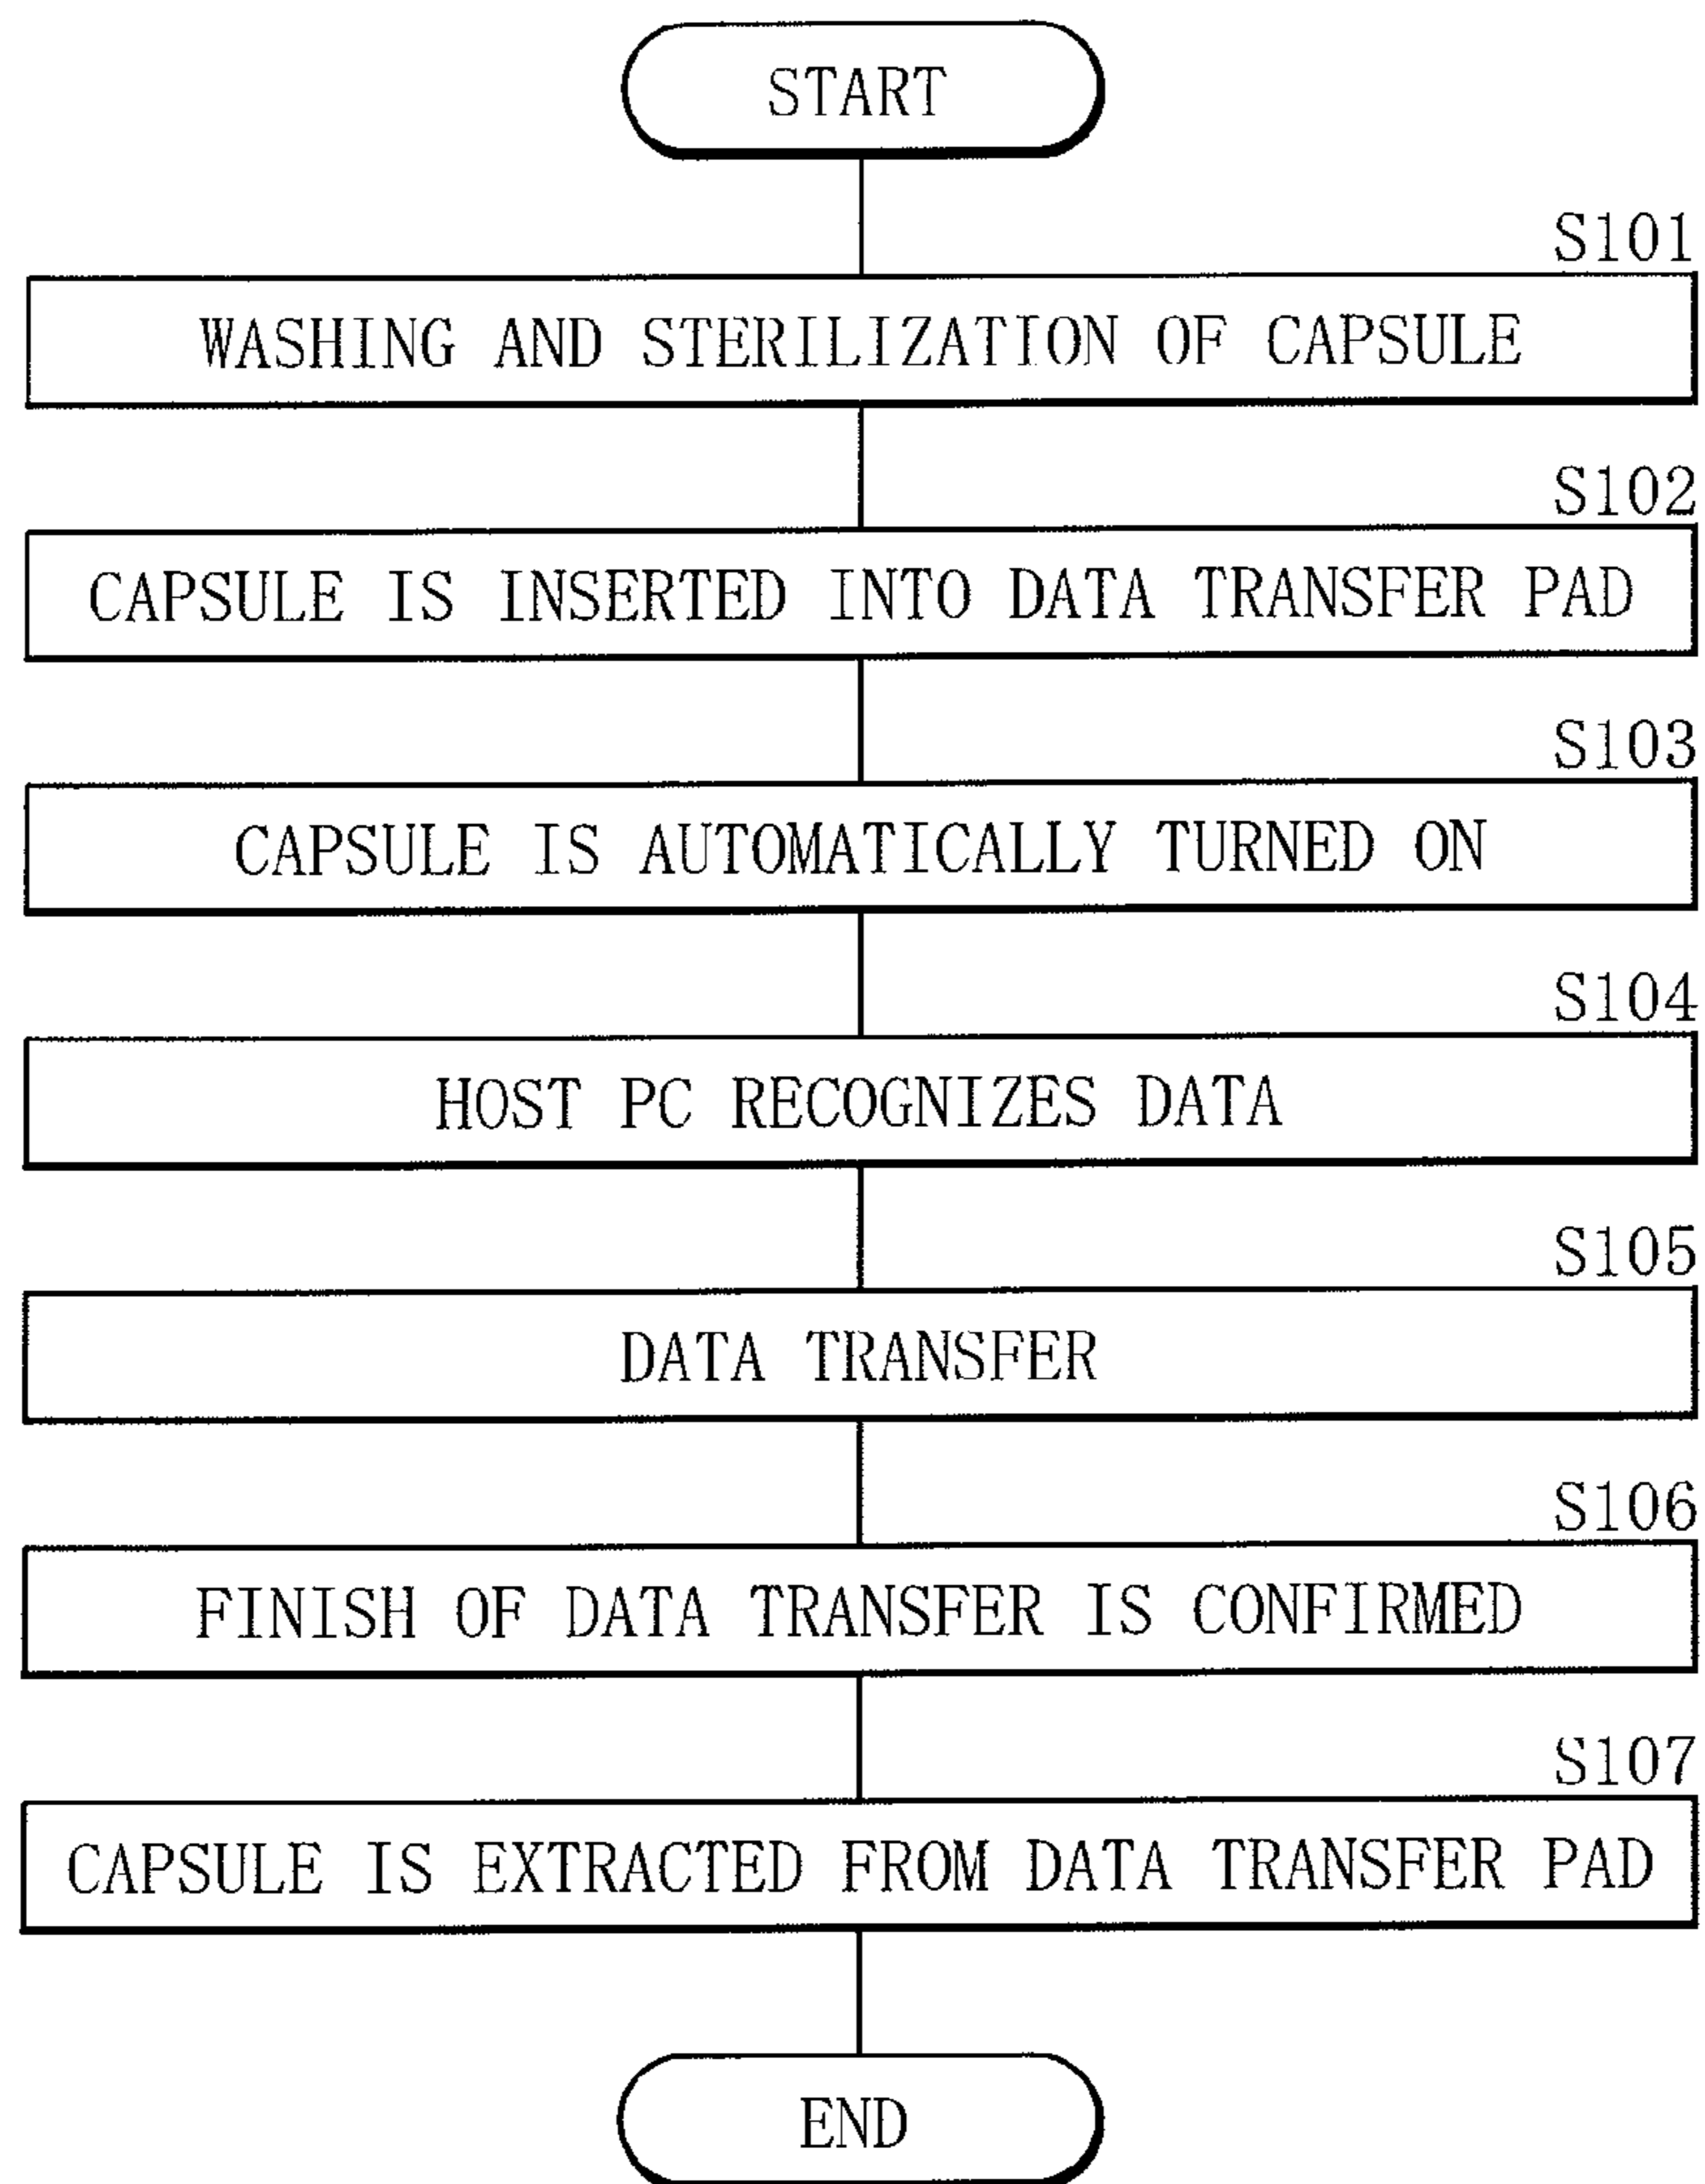 START
S101
WASHING AND STERILIZATION OF CAPSULE
S102
CAPSULE IS INSERTED INTO DATA TRANSFER PAD
S103
CAPSULE IS AUTOMATICALLY TURNED ON
S104
HOST PC RECOGNIZES DATA
S105
DATA TRANSFER
S106
FINISH OF DATA TRANSFER IS CONFIRMED
S107
CAPSULE IS EXTRACTED FROM DATA TRANSFER PAD
END